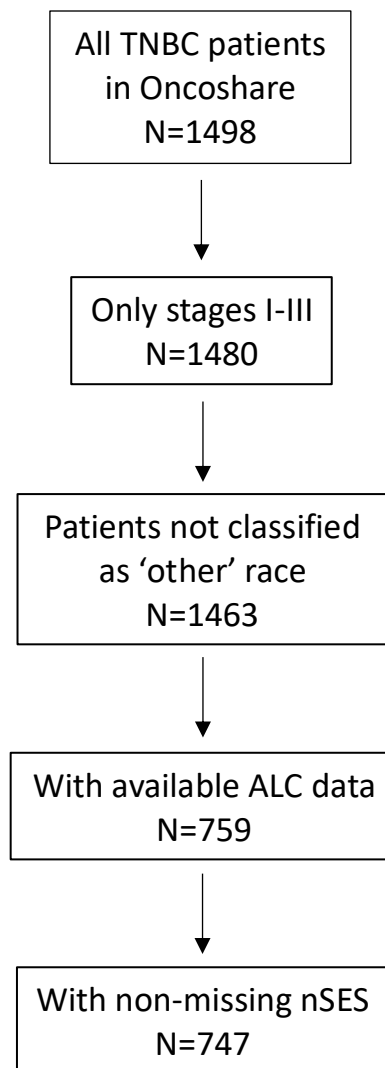 All TNBC patients
in Oncoshare
N=1498
Only stages I-III
N=1480
Patients not classified
as ‘other’ race
N=1463
With available ALC data
N=759
With non-missing nSES
N=747